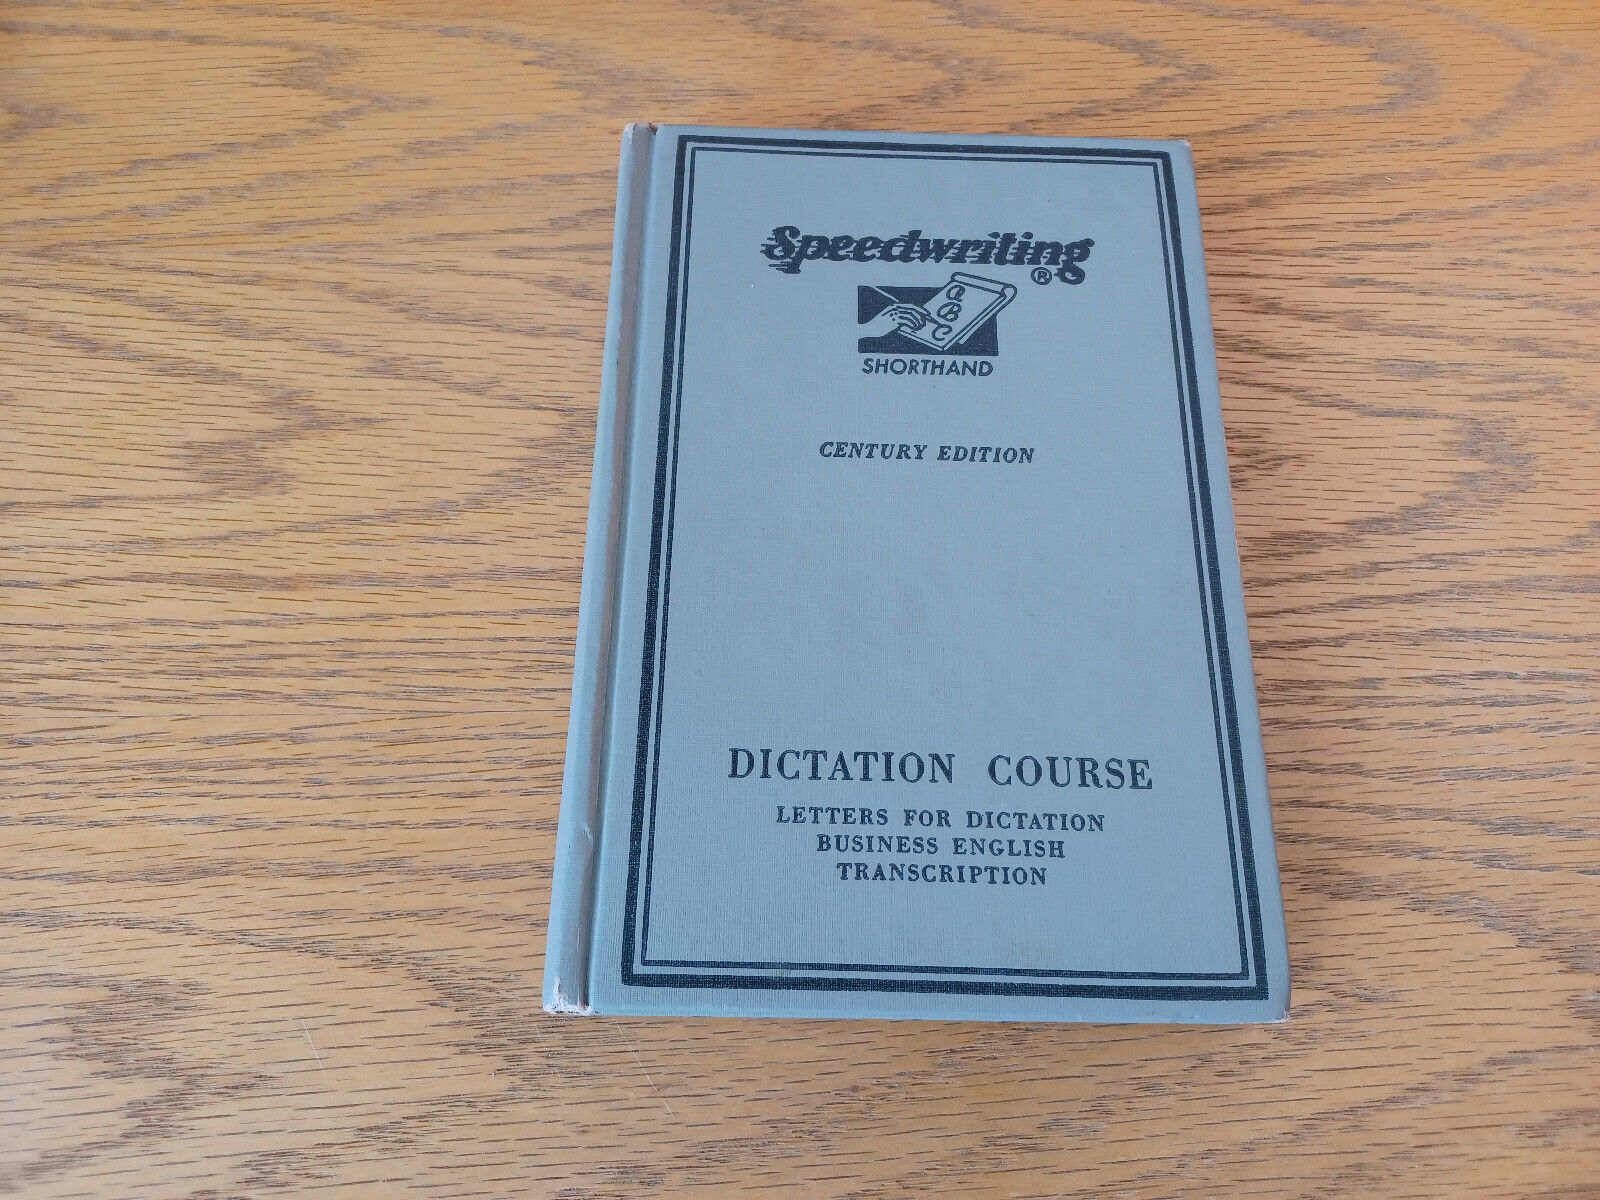 Speedwriting
®
a
B
C
SHORTHAND
CENTURY EDITION
DICTATION COURSE
LETTERS FOR DICTATION
BUSINESS ENGLISH
TRANSCRIPTION